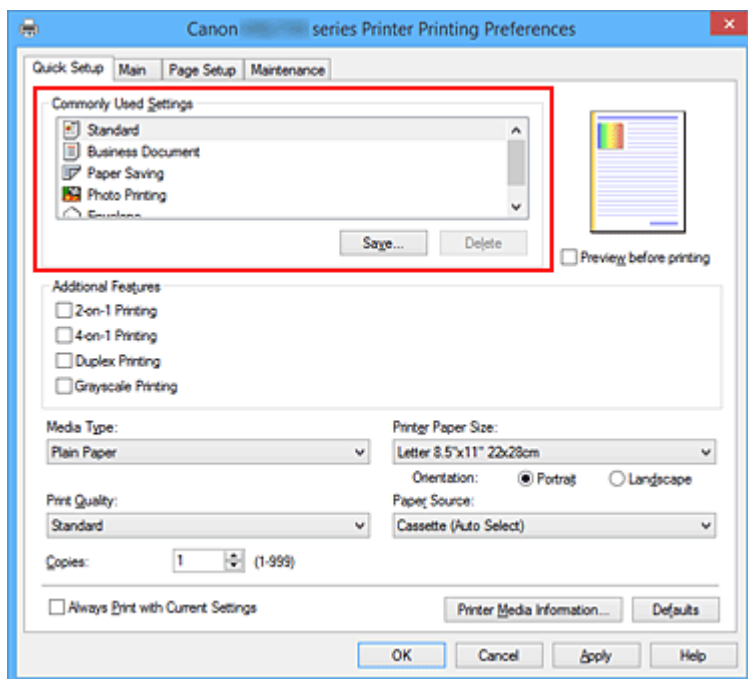 Canon series Printer Printing Preferences
Quick Setup Main Page Setup Maintenance
Commonly Used Settings
Standard
Business Document
Paper Saving
Photo Printing
Envelope
Save... Delete
Preview before printing
Additional Features
2-on-1 Printing
4-on-1 Printing
Duplex Printing
Grayscale Printing
Media Type: Printer Paper Size:
Plain Paper Letter 8.5"x11" 22x28cm
Orientation: Portrait Landscape
Print Quality: Paper Source:
Standard Cassette (Auto Select)
Copies: 1 (1-999)
Always Print with Current Settings Printer Media Information... Defaults
OK Cancel Apply Help